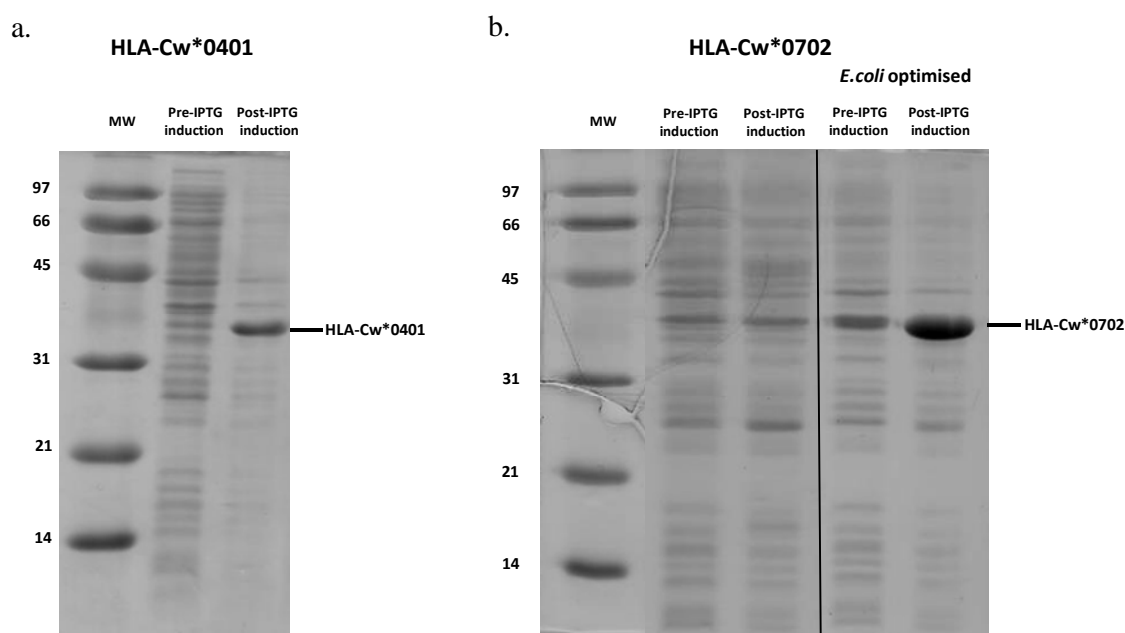 a.
HLA-Cw*0401
MW
Pre-IPTG
induction
Post-IPTG
induction
97
66
45
31
21
14
HLA-Cw*0401
b.
HLA-Cw*0702
E.coli optimised
MW
Pre-IPTG
induction
Post-IPTG
induction
Pre-IPTG
induction
Post-IPTG
induction
97
66
45
31
21
14
HLA-Cw*0702